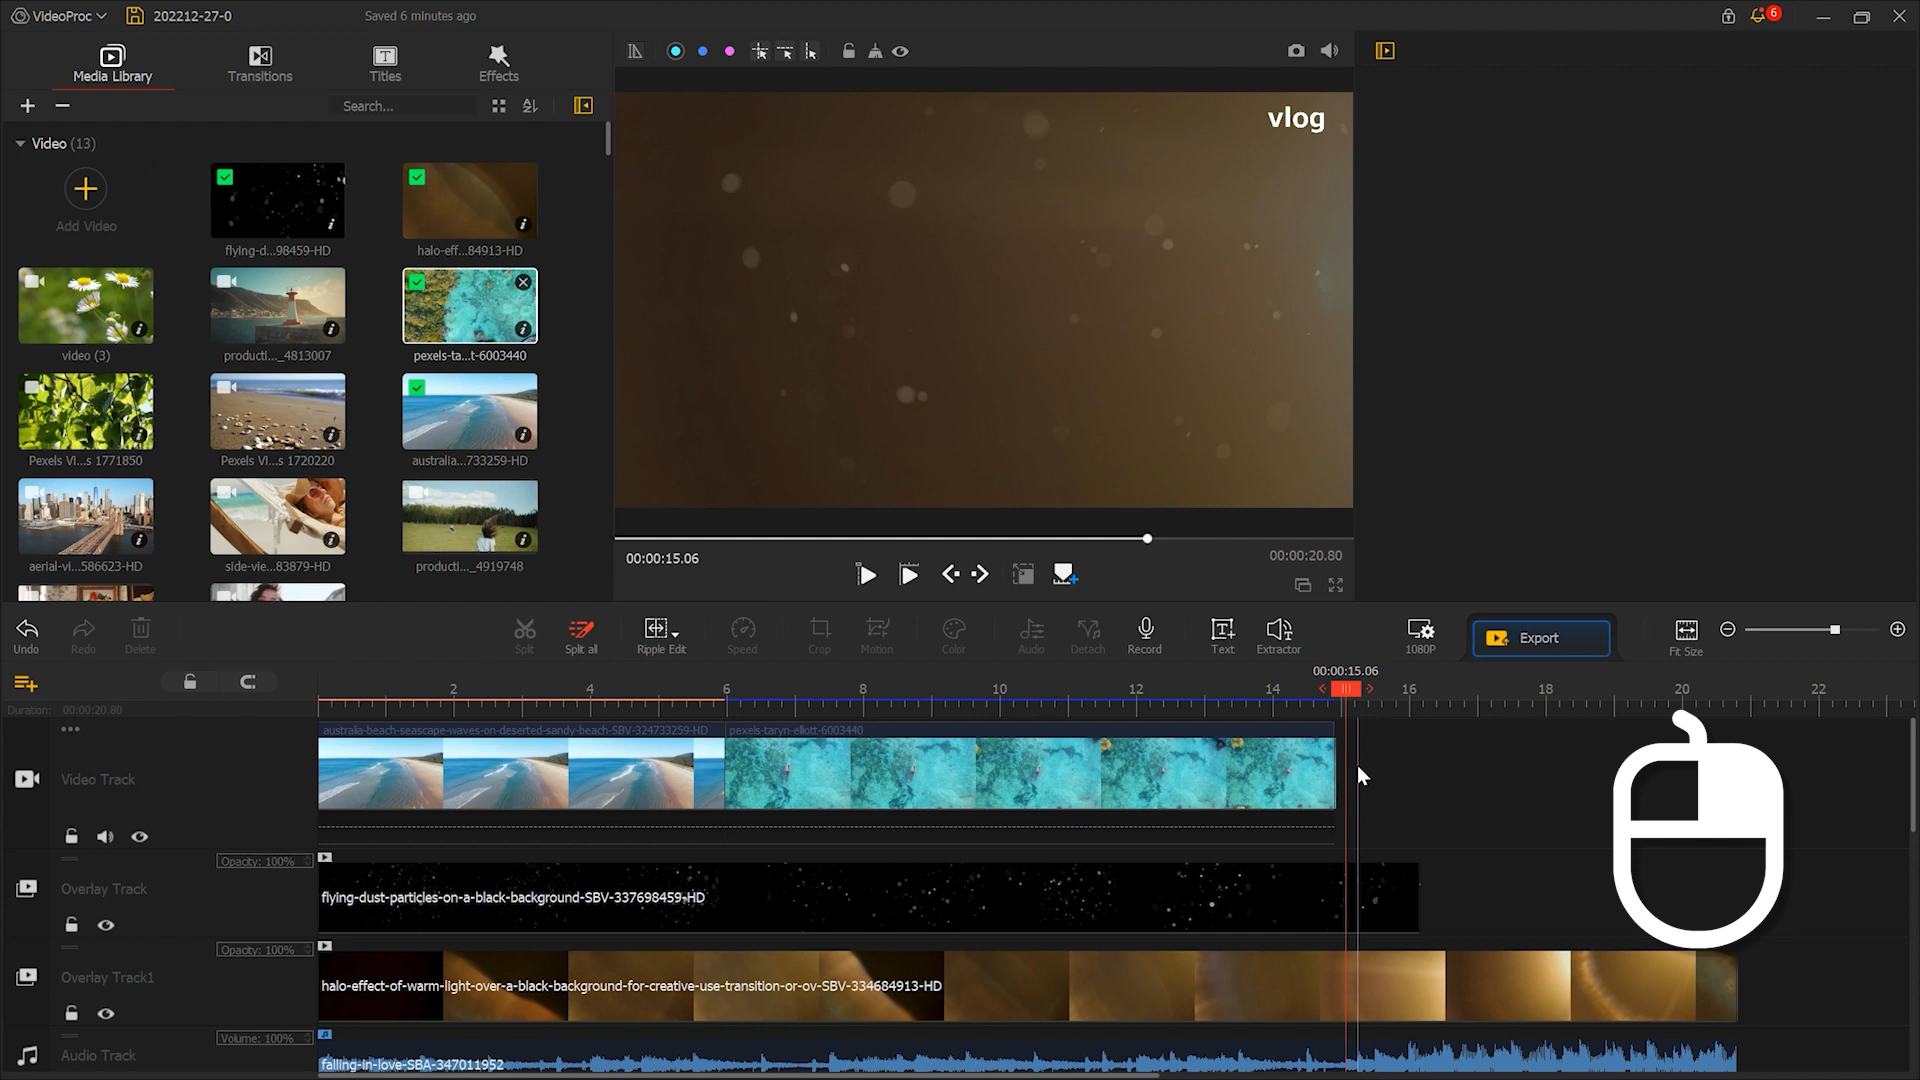 VideoProc
202212-27-0
Saved 6 minutes ago
6
Media Library
Transitions
Titles
Effects
Search...
Video (13)
Add Video
flying-d...98459-HD
halo-eff...84913-HD
video (3)
producti..._4813007
pexels-ta...t-6003440
Pexels VI...s 1771850
Pexels VI...s 1720220
australia...733259-HD
aerial-vi...586623-HD
side-vie...83879-HD
producti..._4919748
vlog
00:00:15.06
00:00:20.80
Undo
Redo
Delete
Split
Split all
Ripple Edit
Speed
Crop
Motion
Color
Audio
Detach
Record
Text
Extractor
1080P
Export
Fit Size
00:00:15.06
2 4 6 8 10 12 14 16 18 20 22
Duration: 00:00:20.80
australia-beach-seascape-waves-on-deserted-sandy-beach-SBV-324733259-HD
pexels-taryn-elliott-6003440
Video Track
Opacity: 100%
Overlay Track
flying-dust-particles-on-a-black-background-SBV-337698459-HD
Opacity: 100%
Overlay Track1
halo-effect-of-warm-light-over-a-black-background-for-creative-use-transition-or-ov-SBV-334684913-HD
Volume: 100%
Audio Track
falling-in-love-SBA-347011952